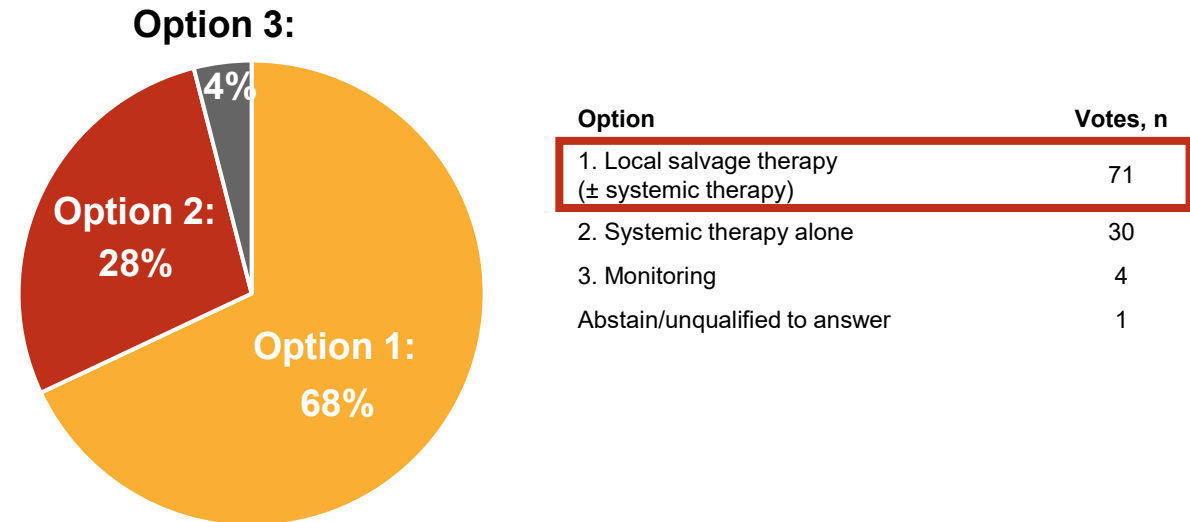 Option 3:
4%
Option 2:
28%
Option 1:
68%
Option Votes, n
1. Local salvage therapy
(± systemic therapy) 71
2. Systemic therapy alone 30
3. Monitoring 4
Abstain/unqualified to answer 1